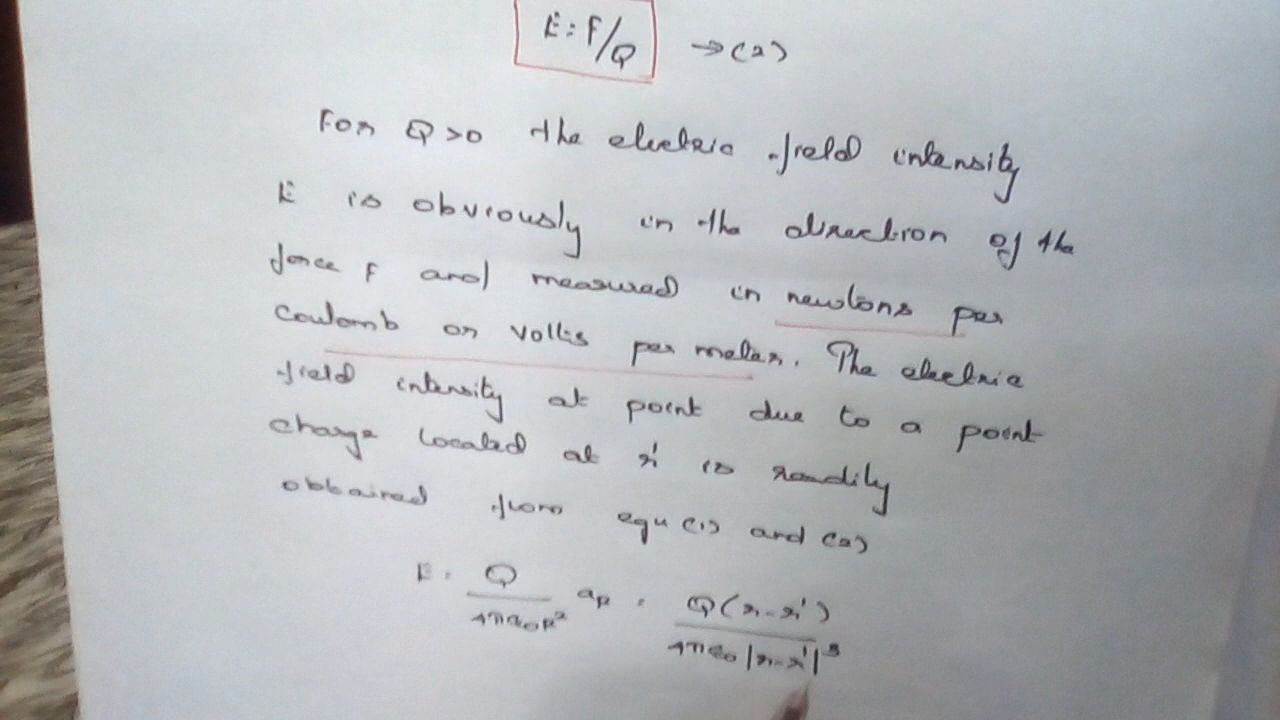 E = F/Q → (2)
For Q>0 the electric field intensity
E is obviously in the direction of the
force F and measured in newtons per
Coulomb or volts per meter. The electric
field intensity at point due to a point
charge located at r' is readily
obtained from equ (1) and (2)
E = Q/4πε₀R² aR = Q(r-r')/4πε₀|r-r'|³